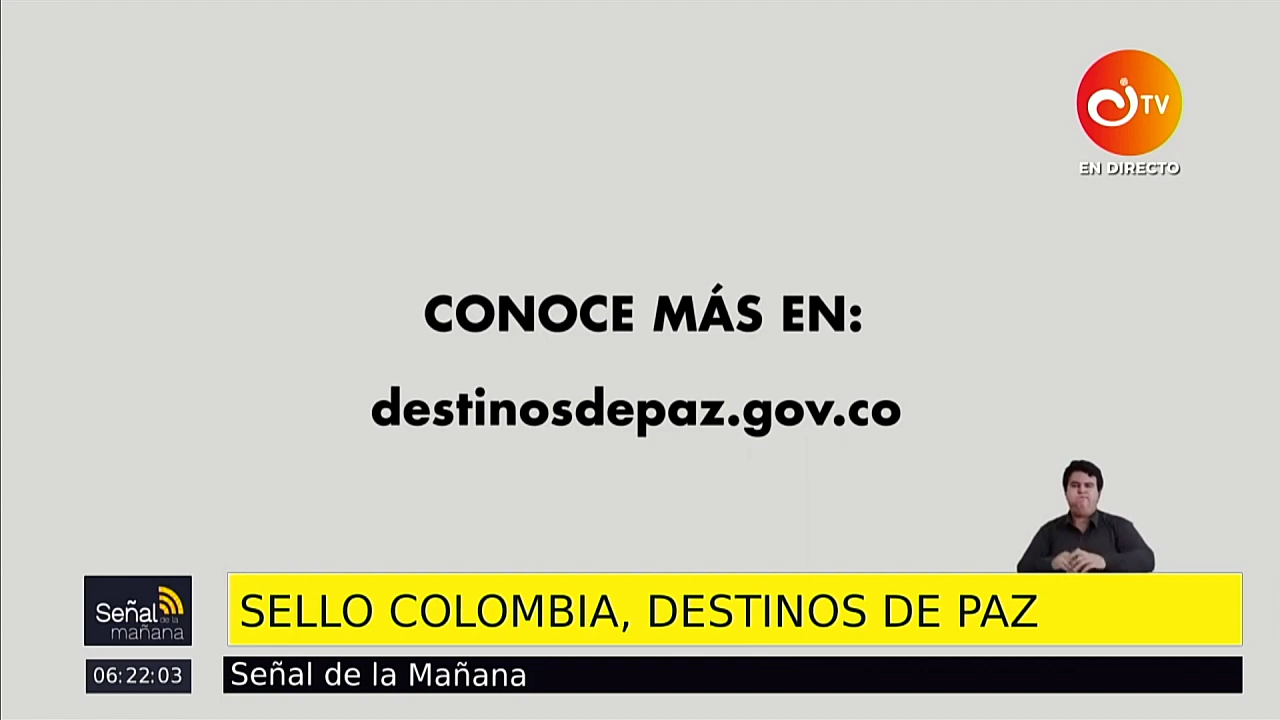 TV
EN DIRECTO
CONOCE MÁS EN:
destinosdepaz.gov.co
Señal
de la
mañana
SELLO COLOMBIA, DESTINOS DE PAZ
06:22:03
Señal de la Mañana